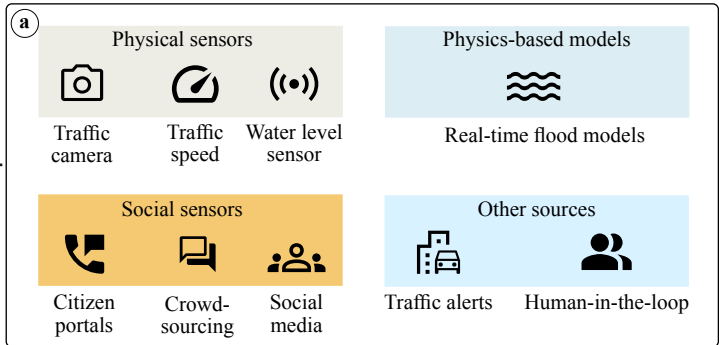 a
Physical sensors
Traffic
camera
Traffic
speed
Water level
sensor
Physics-based models
Real-time flood models
Social sensors
Citizen
portals
Crowd-
sourcing
Social
media
Other sources
Traffic alerts
Human-in-the-loop